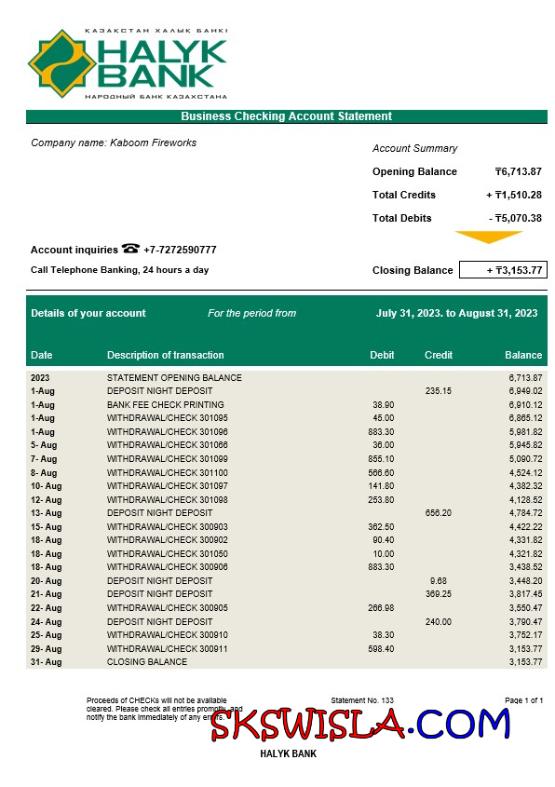 ҚАЗАҚСТАН ХАЛЫҚ БАНКІ
HALYK
BANK
НАРОДНЫЙ БАНК КАЗАХСТАНА
Business Checking Account Statement
Company name: Kaboom Fireworks
Account Summary
Opening Balance ₸6,713.87
Total Credits + ₸1,510.28
Total Debits - ₸5,070.38
Account inquiries ☎ +7-7272590777
Call Telephone Banking, 24 hours a day
Closing Balance + ₸3,153.77
Details of your account For the period from July 31, 2023. to August 31, 2023
Date Description of transaction Debit Credit Balance
2023 STATEMENT OPENING BALANCE 6,713.87
1-Aug DEPOSIT NIGHT DEPOSIT 235.15 6,949.02
1-Aug BANK FEE CHECK PRINTING 38.90 6,910.12
1-Aug WITHDRAWAL/CHECK 301095 45.00 6,865.12
1-Aug WITHDRAWAL/CHECK 301096 883.30 5,981.82
5- Aug WITHDRAWAL/CHECK 301066 36.00 5,945.82
7- Aug WITHDRAWAL/CHECK 301099 855.10 5,090.72
8- Aug WITHDRAWAL/CHECK 301100 566.60 4,524.12
10- Aug WITHDRAWAL/CHECK 301097 141.80 4,382.32
12- Aug WITHDRAWAL/CHECK 301098 253.80 4,128.52
13- Aug DEPOSIT NIGHT DEPOSIT 656.20 4,784.72
15- Aug WITHDRAWAL/CHECK 300903 362.50 4,422.22
18- Aug WITHDRAWAL/CHECK 300902 90.40 4,331.82
18- Aug WITHDRAWAL/CHECK 301050 10.00 4,321.82
18- Aug WITHDRAWAL/CHECK 300906 883.30 3,438.52
20- Aug DEPOSIT NIGHT DEPOSIT 9.68 3,448.20
21- Aug DEPOSIT NIGHT DEPOSIT 369.25 3,817.45
22- Aug WITHDRAWAL/CHECK 300905 266.98 3,550.47
24- Aug DEPOSIT NIGHT DEPOSIT 240.00 3,790.47
25- Aug WITHDRAWAL/CHECK 300910 38.30 3,752.17
29- Aug WITHDRAWAL/CHECK 300911 598.40 3,153.77
31- Aug CLOSING BALANCE 3,153.77
Proceeds of CHECKs will not be available Statement No. 133 Page 1 of 1
cleared. Please check all entries promptly, and
notify the bank immediately of any errors.
SKSWISLA.COM
HALYK BANK